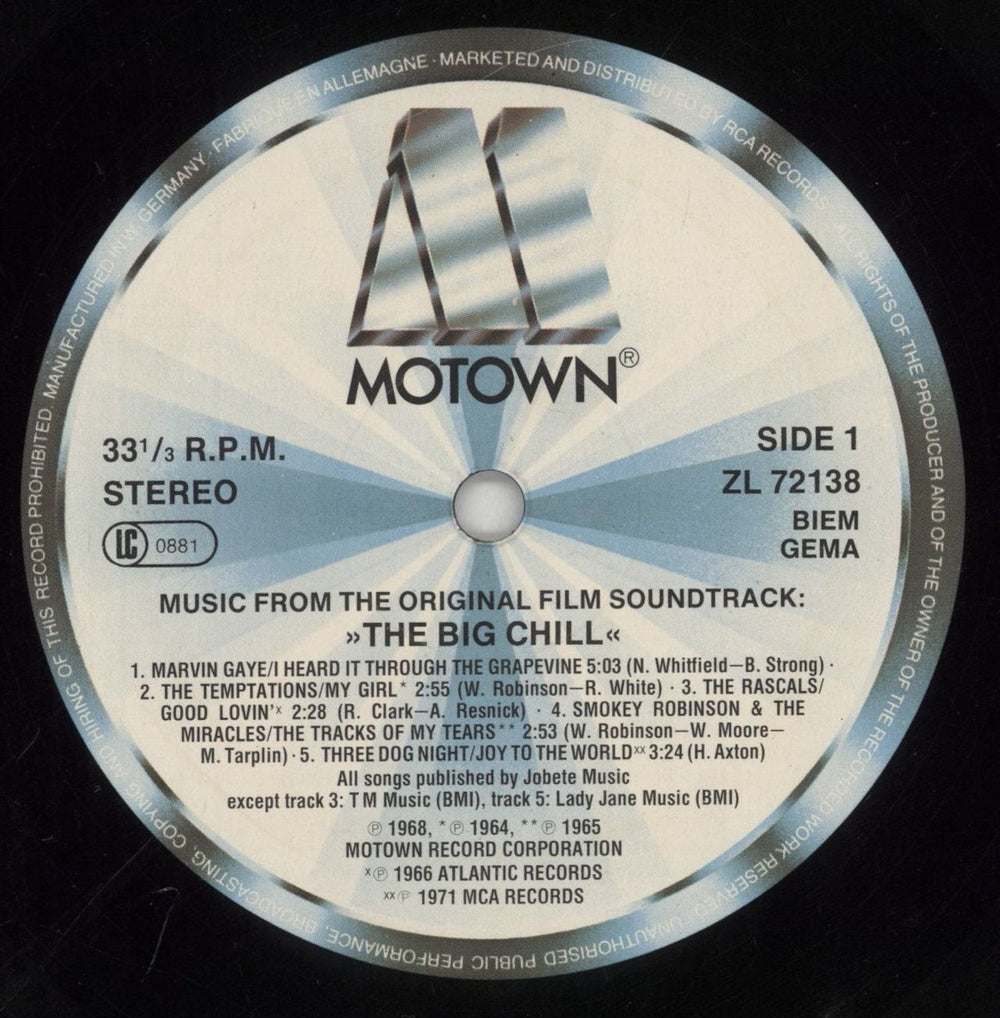 MANUFACTURED IN W. GERMANY · FABRIQUÉ EN ALLEMAGNE · MARKETED AND DISTRIBUTED BY RCA RECORDS · ALL RIGHTS OF THE PRODUCER AND OF THE OWNER OF THE RECORDED WORK RESERVED. UNAUTHORISED PUBLIC PERFORMANCE, BROADCASTING, COPYING AND HIRING OF THIS RECORD PROHIBITED.
MOTOWN®
33 1/3 R.P.M.
STEREO
LC 0881
SIDE 1
ZL 72138
BIEM
GEMA
MUSIC FROM THE ORIGINAL FILM SOUNDTRACK:
»THE BIG CHILL«
1. MARVIN GAYE/I HEARD IT THROUGH THE GRAPEVINE 5:03 (N. Whitfield—B. Strong) ·
2. THE TEMPTATIONS/MY GIRL* 2:55 (W. Robinson—R. White) · 3. THE RASCALS/
GOOD LOVIN'ˣ 2:28 (R. Clark—A. Resnick) · 4. SMOKEY ROBINSON & THE
MIRACLES/THE TRACKS OF MY TEARS** 2:53 (W. Robinson—W. Moore—
M. Tarplin) · 5. THREE DOG NIGHT/JOY TO THE WORLDˣˣ 3:24 (H. Axton)
All songs published by Jobete Music
except track 3: T M Music (BMI), track 5: Lady Jane Music (BMI)
℗ 1968, *℗ 1964, **℗ 1965
MOTOWN RECORD CORPORATION
ˣ℗ 1966 ATLANTIC RECORDS
ˣˣ℗ 1971 MCA RECORDS